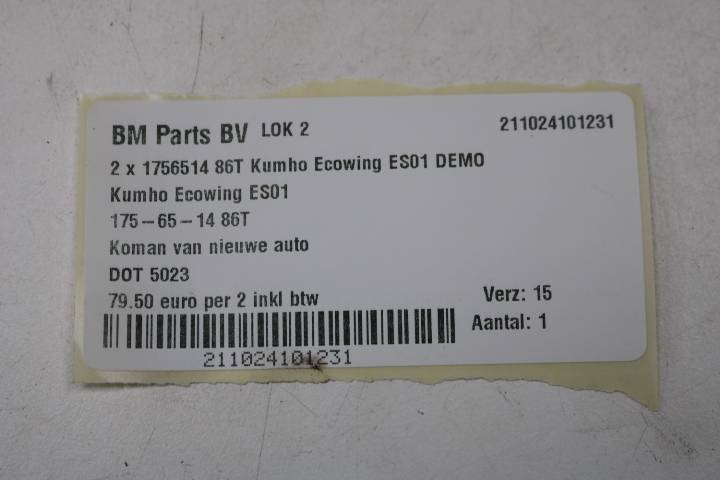 BM Parts BV LOK 2 211024101231
2 x 1756514 86T Kumho Ecowing ES01 DEMO
Kumho Ecowing ES01
175-65-14 86T
Koman van nieuwe auto
DOT 5023
79.50 euro per 2 inkl btw
Verz: 15
Aantal: 1
211024101231